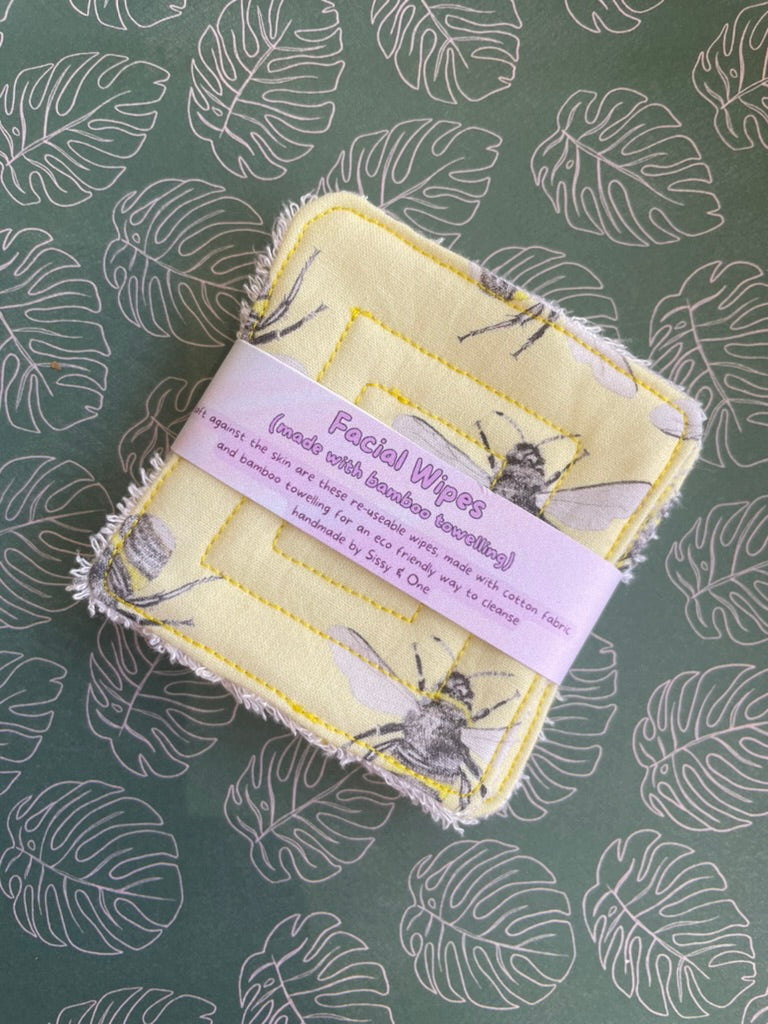 Facial Wipes
(made with bamboo towelling)
against the skin are these re-useable wipes, made with cotton fabric
and bamboo towelling for an eco friendly way to cleanse
handmade by Sissy & One